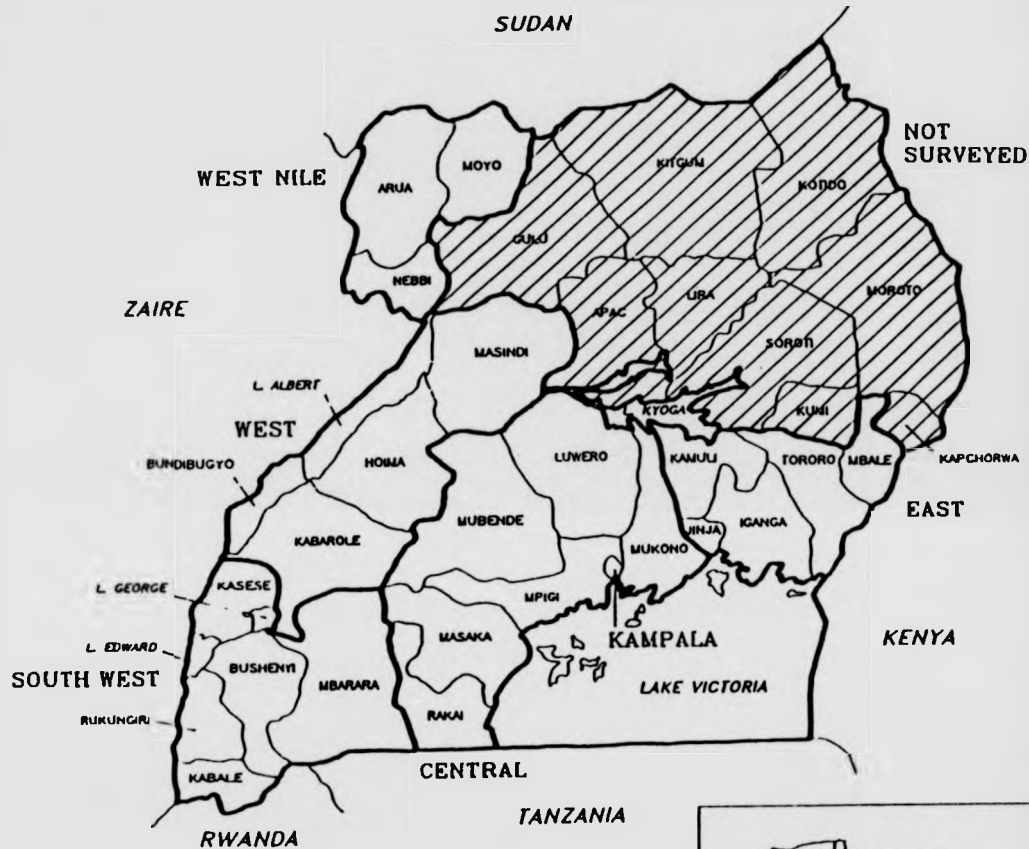 SUDAN
NOT
SURVEYED
WEST NILE
ARUA
MOYO
KITGUM
KOTIDO
GULU
NEBBI
ZAIRE
APAC
LIRA
MOROTO
MASINDI
SOROTI
L. ALBERT
KYOGA
KUMI
WEST
BUNDIBUGYO
HOIMA
LUWERO
KAMULI
TORORO
MBALE
KAPCHORWA
MUBENDE
IGANGA
EAST
KABAROLE
JINJA
MUKONO
KASESE
L. GEORGE
MPIGI
MASAKA
KAMPALA
KENYA
L. EDWARD
SOUTH WEST
BUSHENYI
MBARARA
LAKE VICTORIA
RUKUNGIRI
RAKAI
KABALE
CENTRAL
TANZANIA
RWANDA